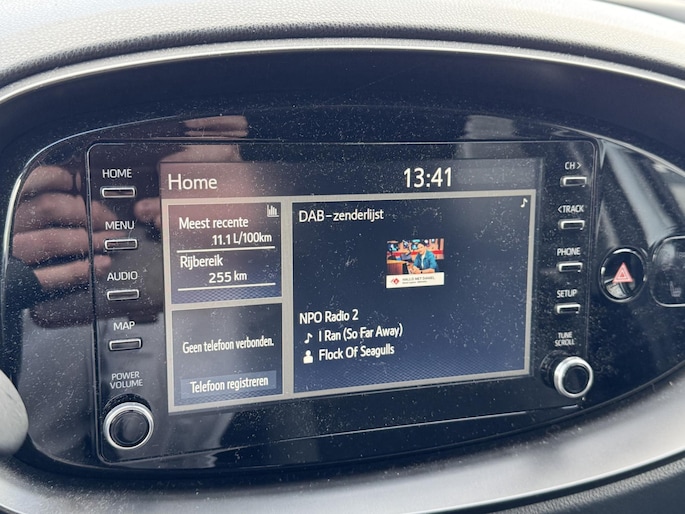 HOME
MENU
AUDIO
MAP
POWER
VOLUME
Home
13:41
Meest recente
11.1 L/100km
Rijbereik
255 km
Geen telefoon verbonden.
Telefoon registreren
DAB-zenderlijst
NPO Radio 2
I Ran (So Far Away)
Flock Of Seagulls
CH >
< TRACK
PHONE
SETUP
TUNE
SCROLL